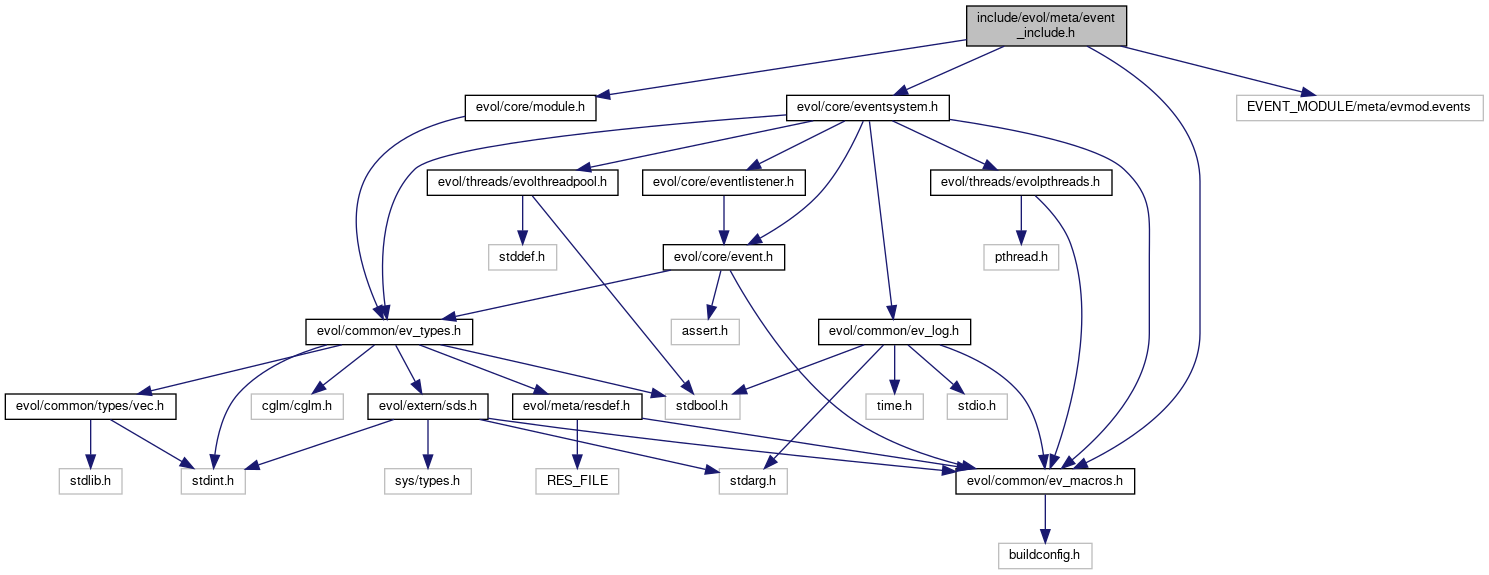 include/evol/meta/event
_include.h
evol/core/module.h
evol/core/eventsystem.h
EVENT_MODULE/meta/evmod.events
evol/threads/evolthreadpool.h
evol/core/eventlistener.h
evol/threads/evolpthreads.h
stddef.h
evol/core/event.h
pthread.h
evol/common/ev_types.h
assert.h
evol/common/ev_log.h
evol/common/types/vec.h
cglm/cglm.h
evol/extern/sds.h
evol/meta/resdef.h
stdbool.h
time.h
stdio.h
stdlib.h
stdint.h
sys/types.h
RES_FILE
stdarg.h
evol/common/ev_macros.h
buildconfig.h